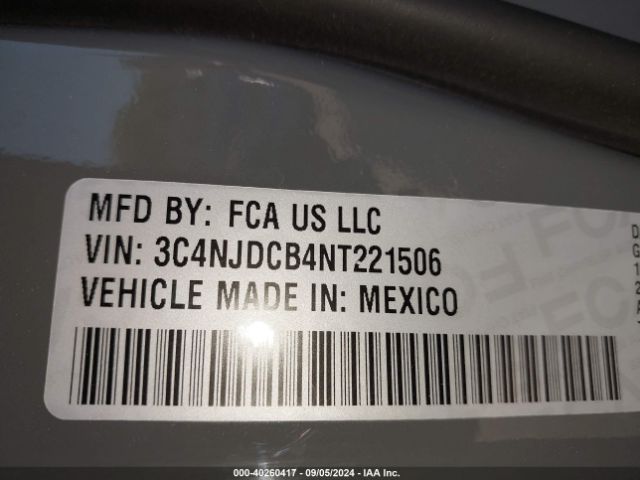 MFD BY: FCA US LLC
VIN: 3C4NJDCB4NT221506
VEHICLE MADE IN: MEXICO
000-40260417 - 09/05/2024 - IAA Inc.